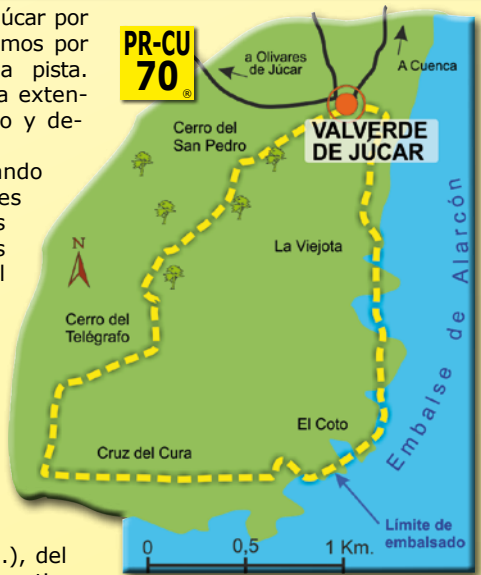 úcar por
mos por
a pista.
a exten-
o y de-
ando
es
s
s
l
PR-CU
70
®
a Olivares
de Júcar
A Cuenca
VALVERDE
DE JÚCAR
Cerro del
San Pedro
La Viejota
N
Cerro del
Telégrafo
Embalse de Alarcón
El Coto
Cruz del Cura
Límite de
embalsado
0 0,5 1 Km.
.), del